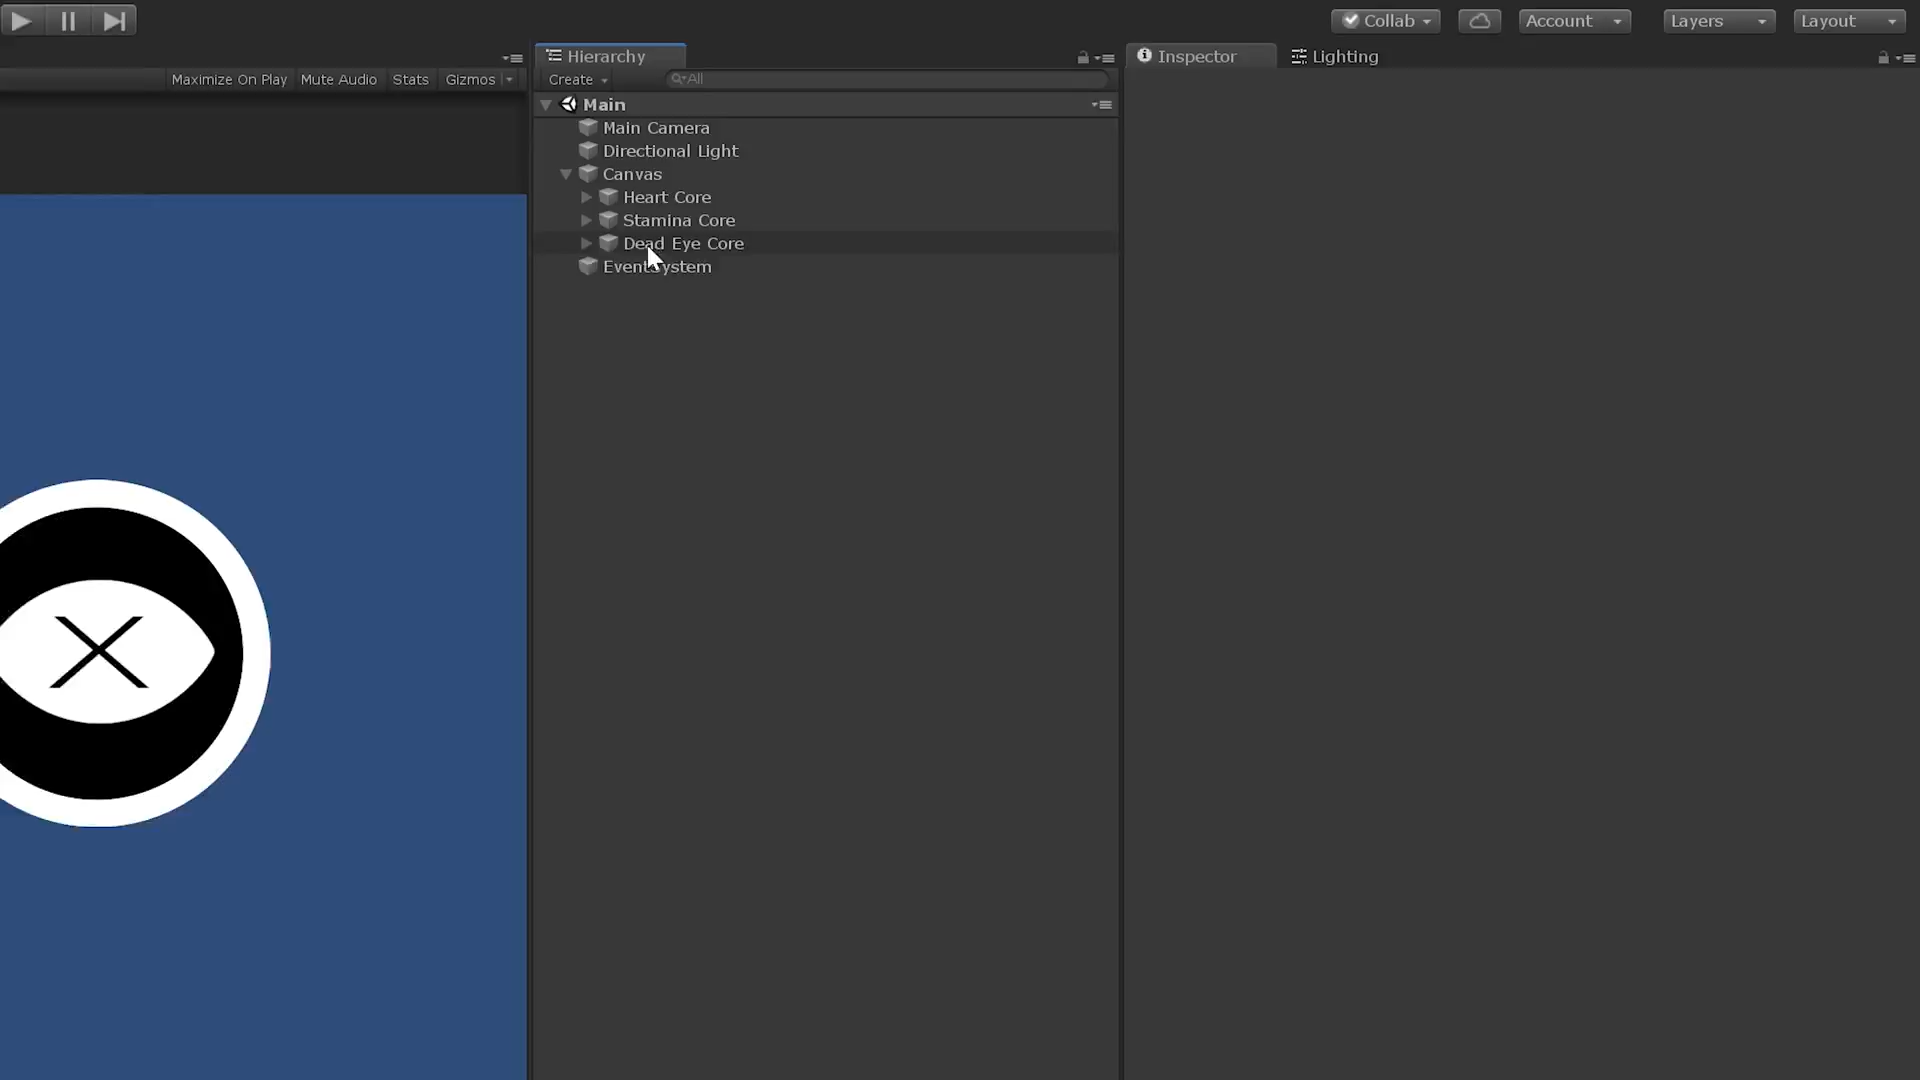 Collab Account Layers Layout
Hierarchy Inspector Lighting
Maximize On Play Mute Audio Stats Gizmos Create All
Main
Main Camera
Directional Light
Canvas
Heart Core
Stamina Core
Dead Eye Core
EventSystem